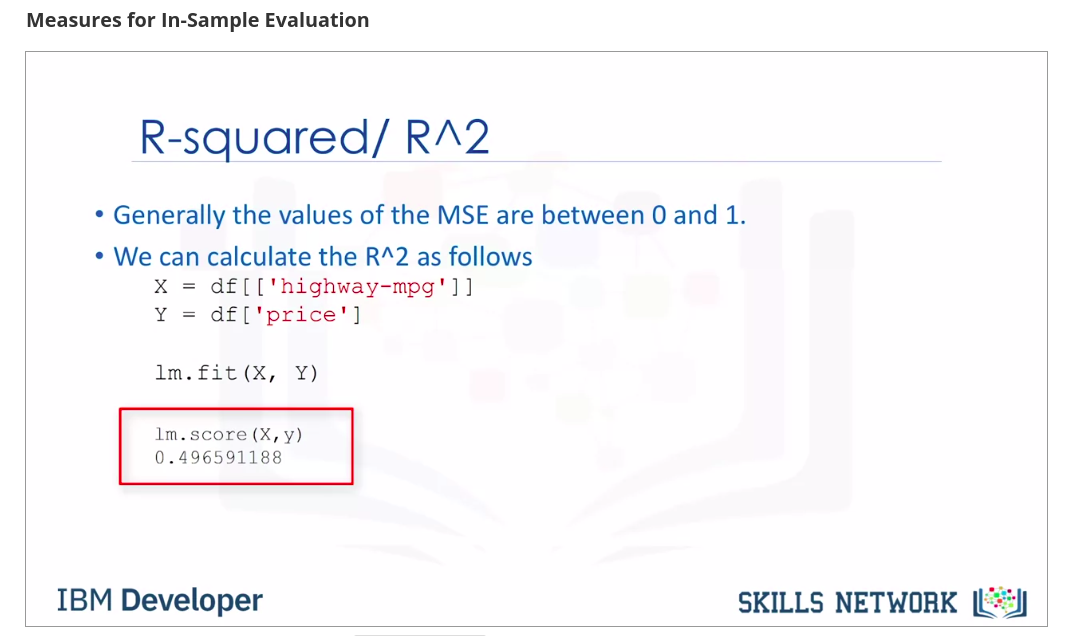 Measures for In-Sample Evaluation
R-squared/ R^2
• Generally the values of the MSE are between 0 and 1.
• We can calculate the R^2 as follows
X = df[['highway-mpg']]
Y = df['price']
lm.fit(X, Y)
lm.score(X,y)
0.496591188
IBM Developer
SKILLS NETWORK